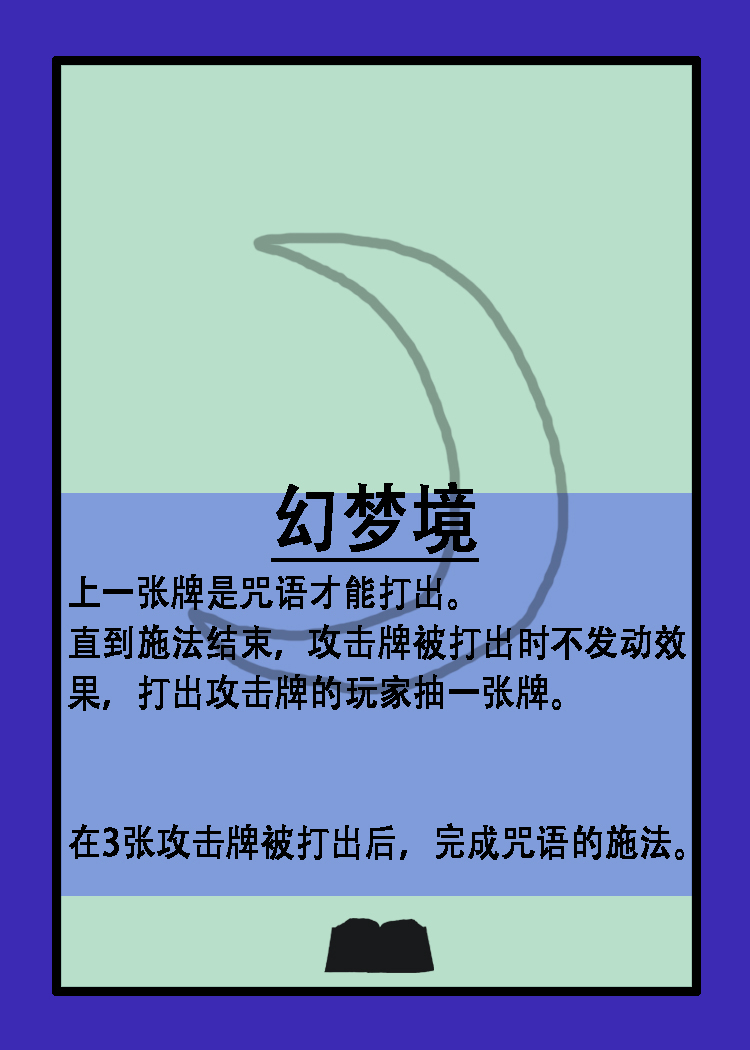 幻梦境
上一张牌是咒语才能打出。
直到施法结束，攻击牌被打出时不发动效
果，打出攻击牌的玩家抽一张牌。
在3张攻击牌被打出后，完成咒语的施法。